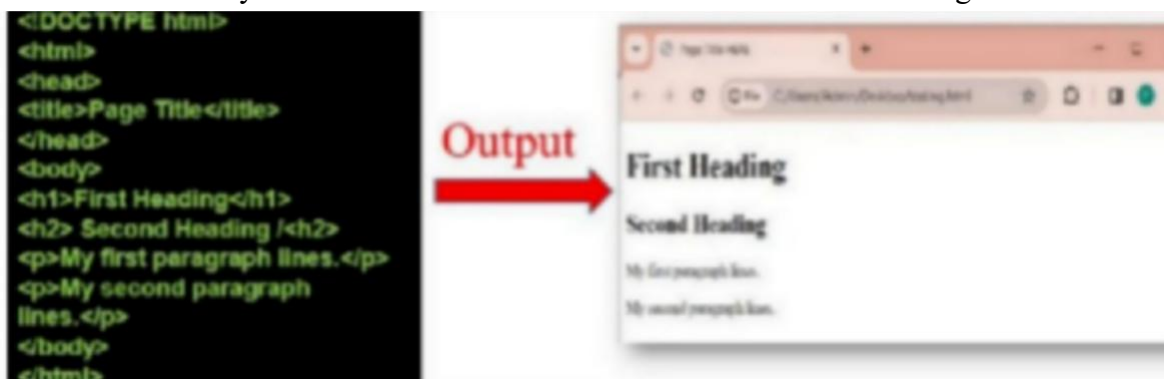 <!DOCTYPE html>
<html>
<head>
<title>Page Title</title>
</head>
<body>
<h1>First Heading</h1>
<h2> Second Heading /<h2>
<p>My first paragraph lines.</p>
<p>My second paragraph
lines.</p>
</body>
</html>
Output
Page Title
First Heading
Second Heading
My first paragraph lines.
My second paragraph lines.